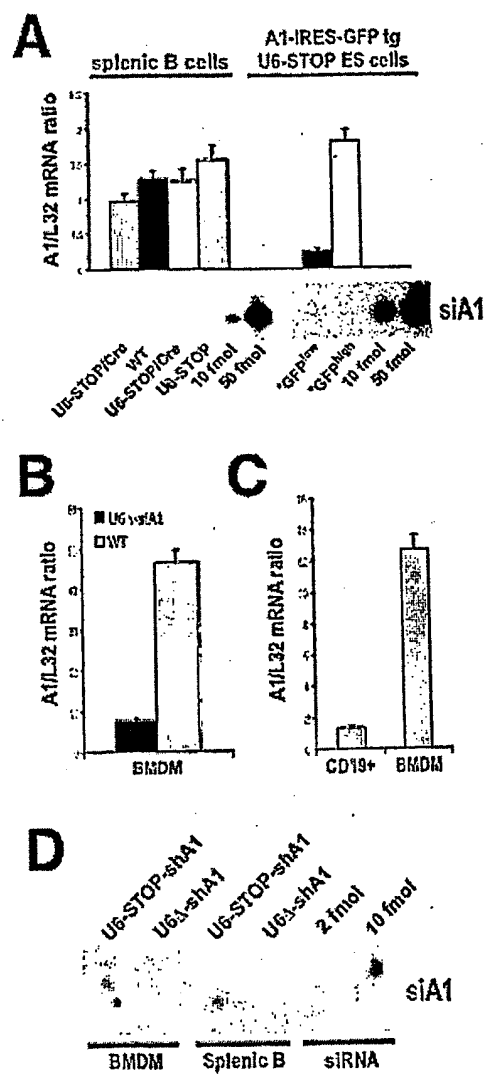 A
splenic B cells
A1-IRES-GFP tg
U6-STOP ES cells
A1/L32 mRNA ratio
siA1
U6-STOP/Cre
WT
U6-STOP/Cre
U6-STOP
10 fmol
50 fmol
*GFPlow
*GFPhigh
10 fmol
50 fmol
B
WT
A1/L32 mRNA ratio
BMDM
C
A1/L32 mRNA ratio
CD19+
BMDM
D
U6-STOP-shA1
U6Δ-shA1
U6-STOP-shA1
U6Δ-shA1
2 fmol
10 fmol
siA1
BMDM
Splenic B
siRNA